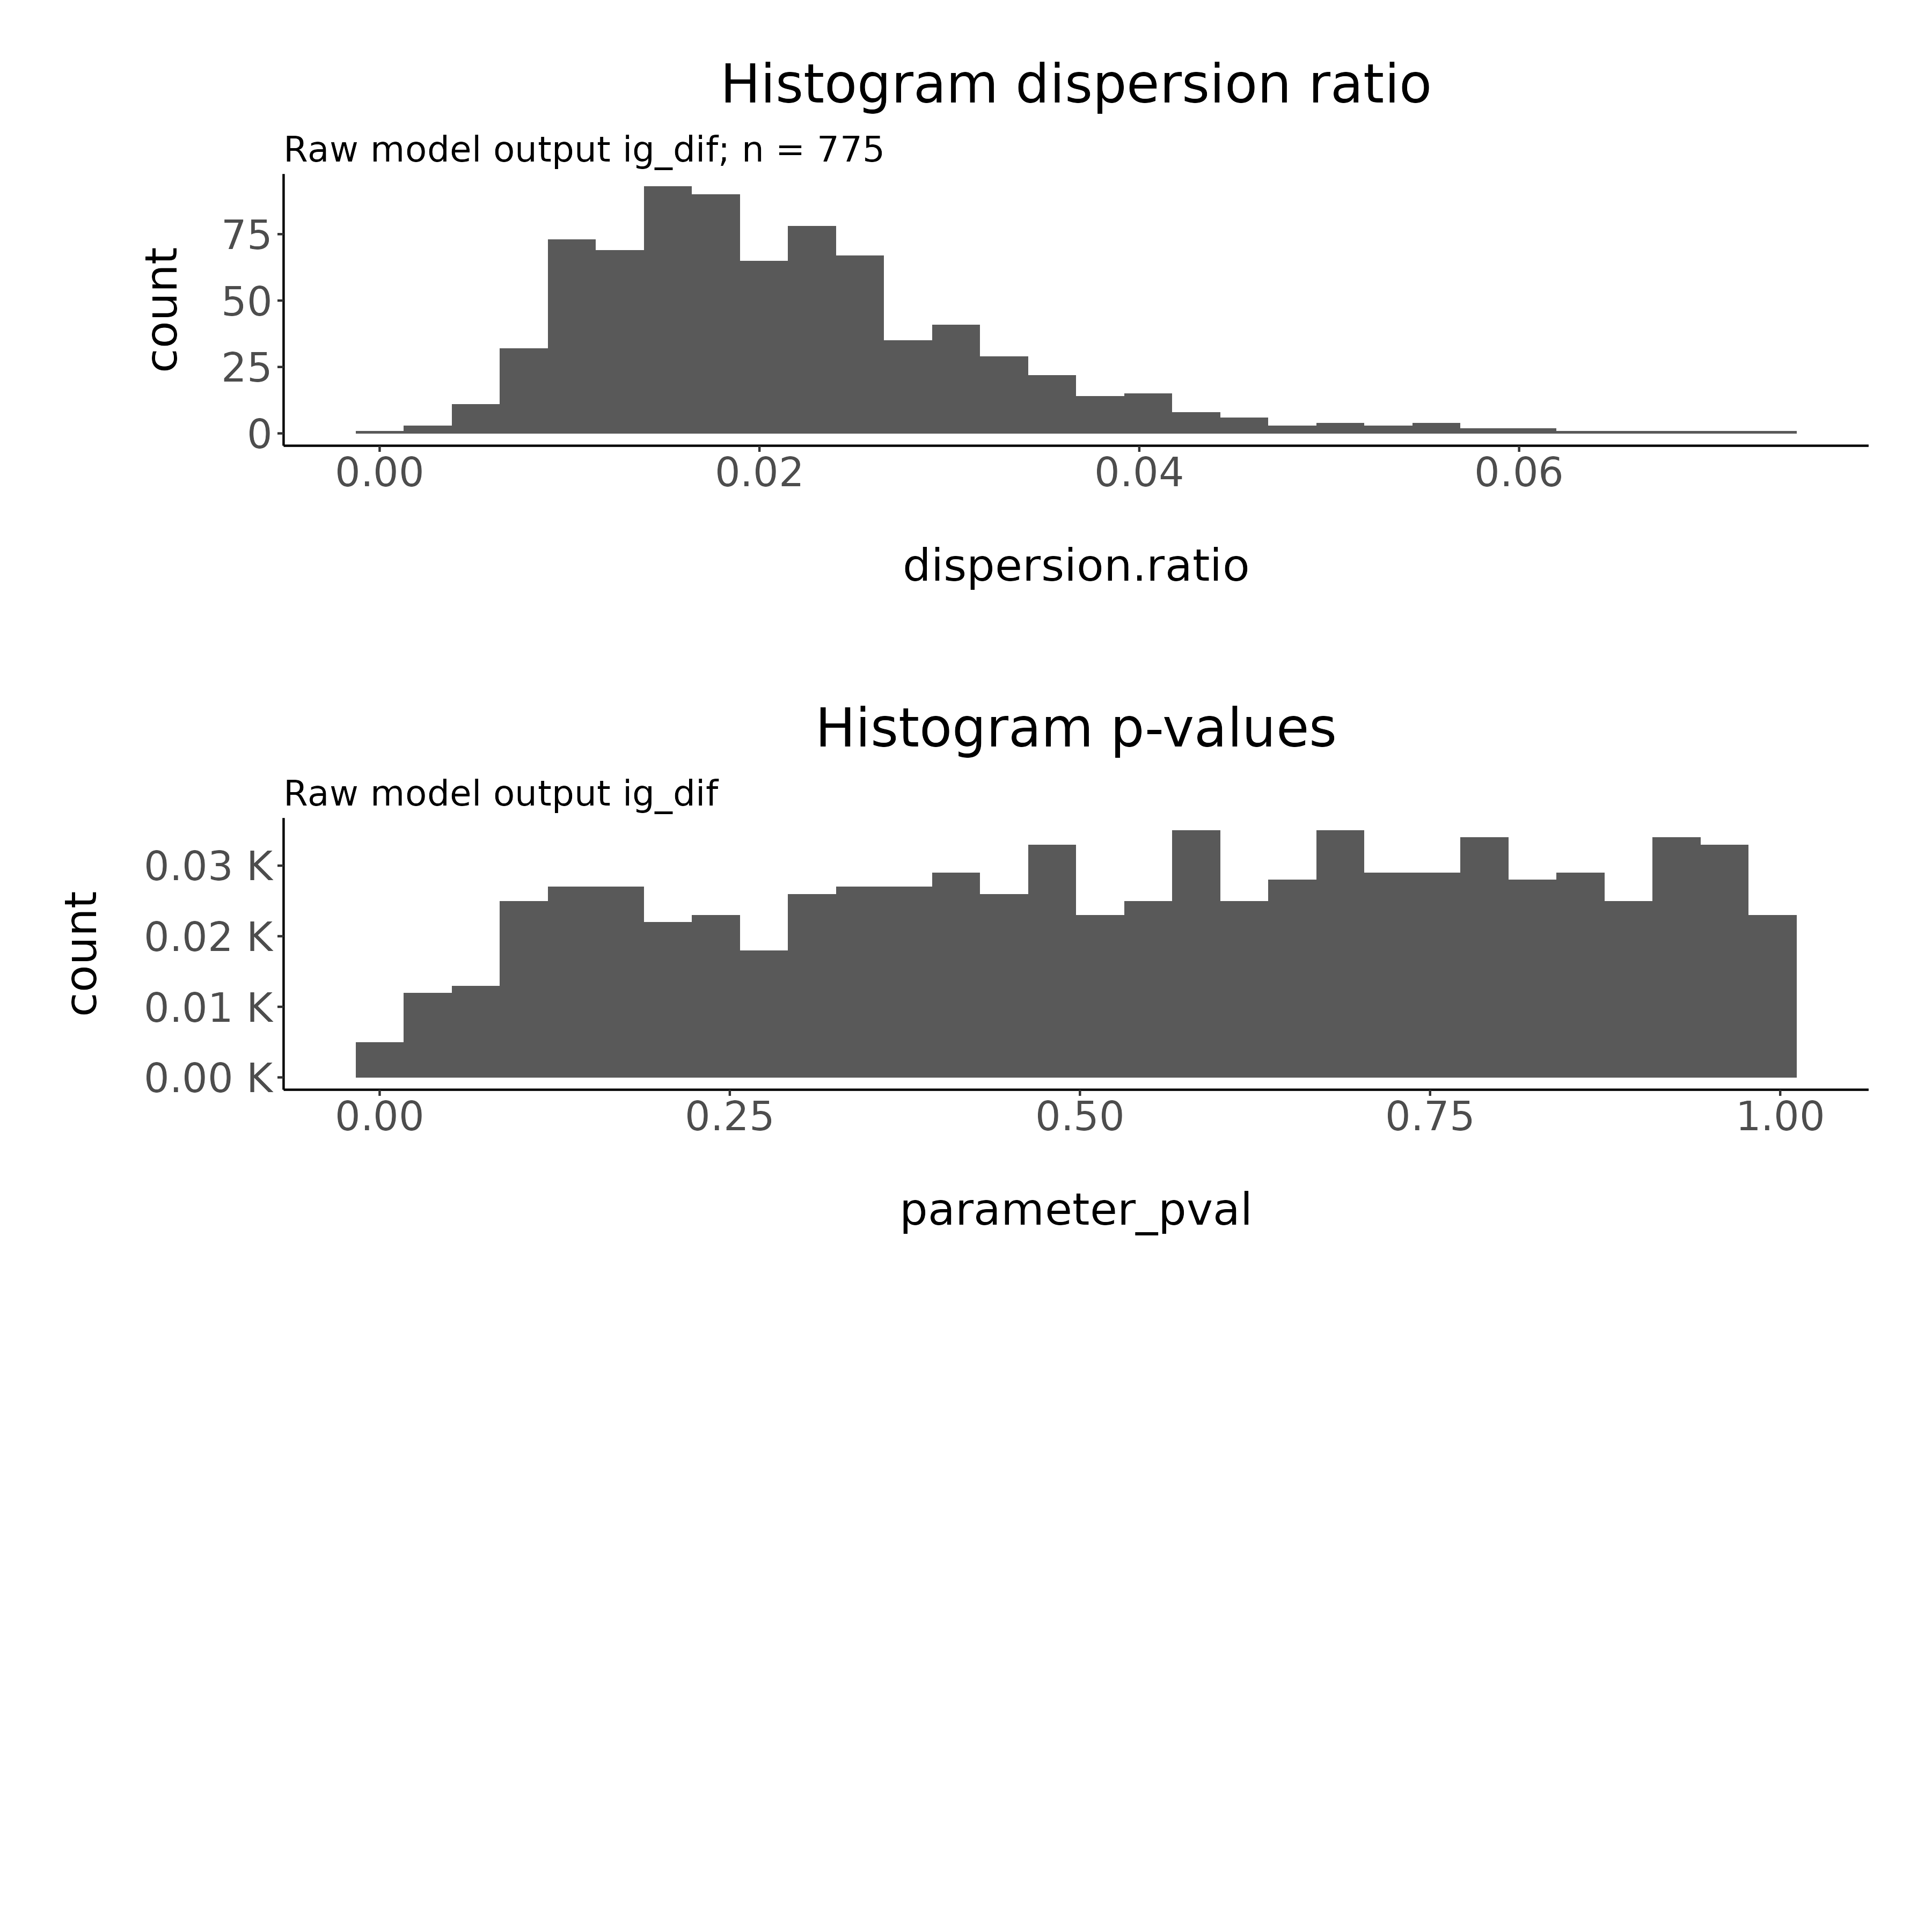 Histogram dispersion ratio
Raw model output ig_dif; n = 775
count
75
50
25
0
0.00 0.02 0.04 0.06
dispersion.ratio
Histogram p-values
Raw model output ig_dif
count
0.03 K
0.02 K
0.01 K
0.00 K
0.00 0.25 0.50 0.75 1.00
parameter_pval